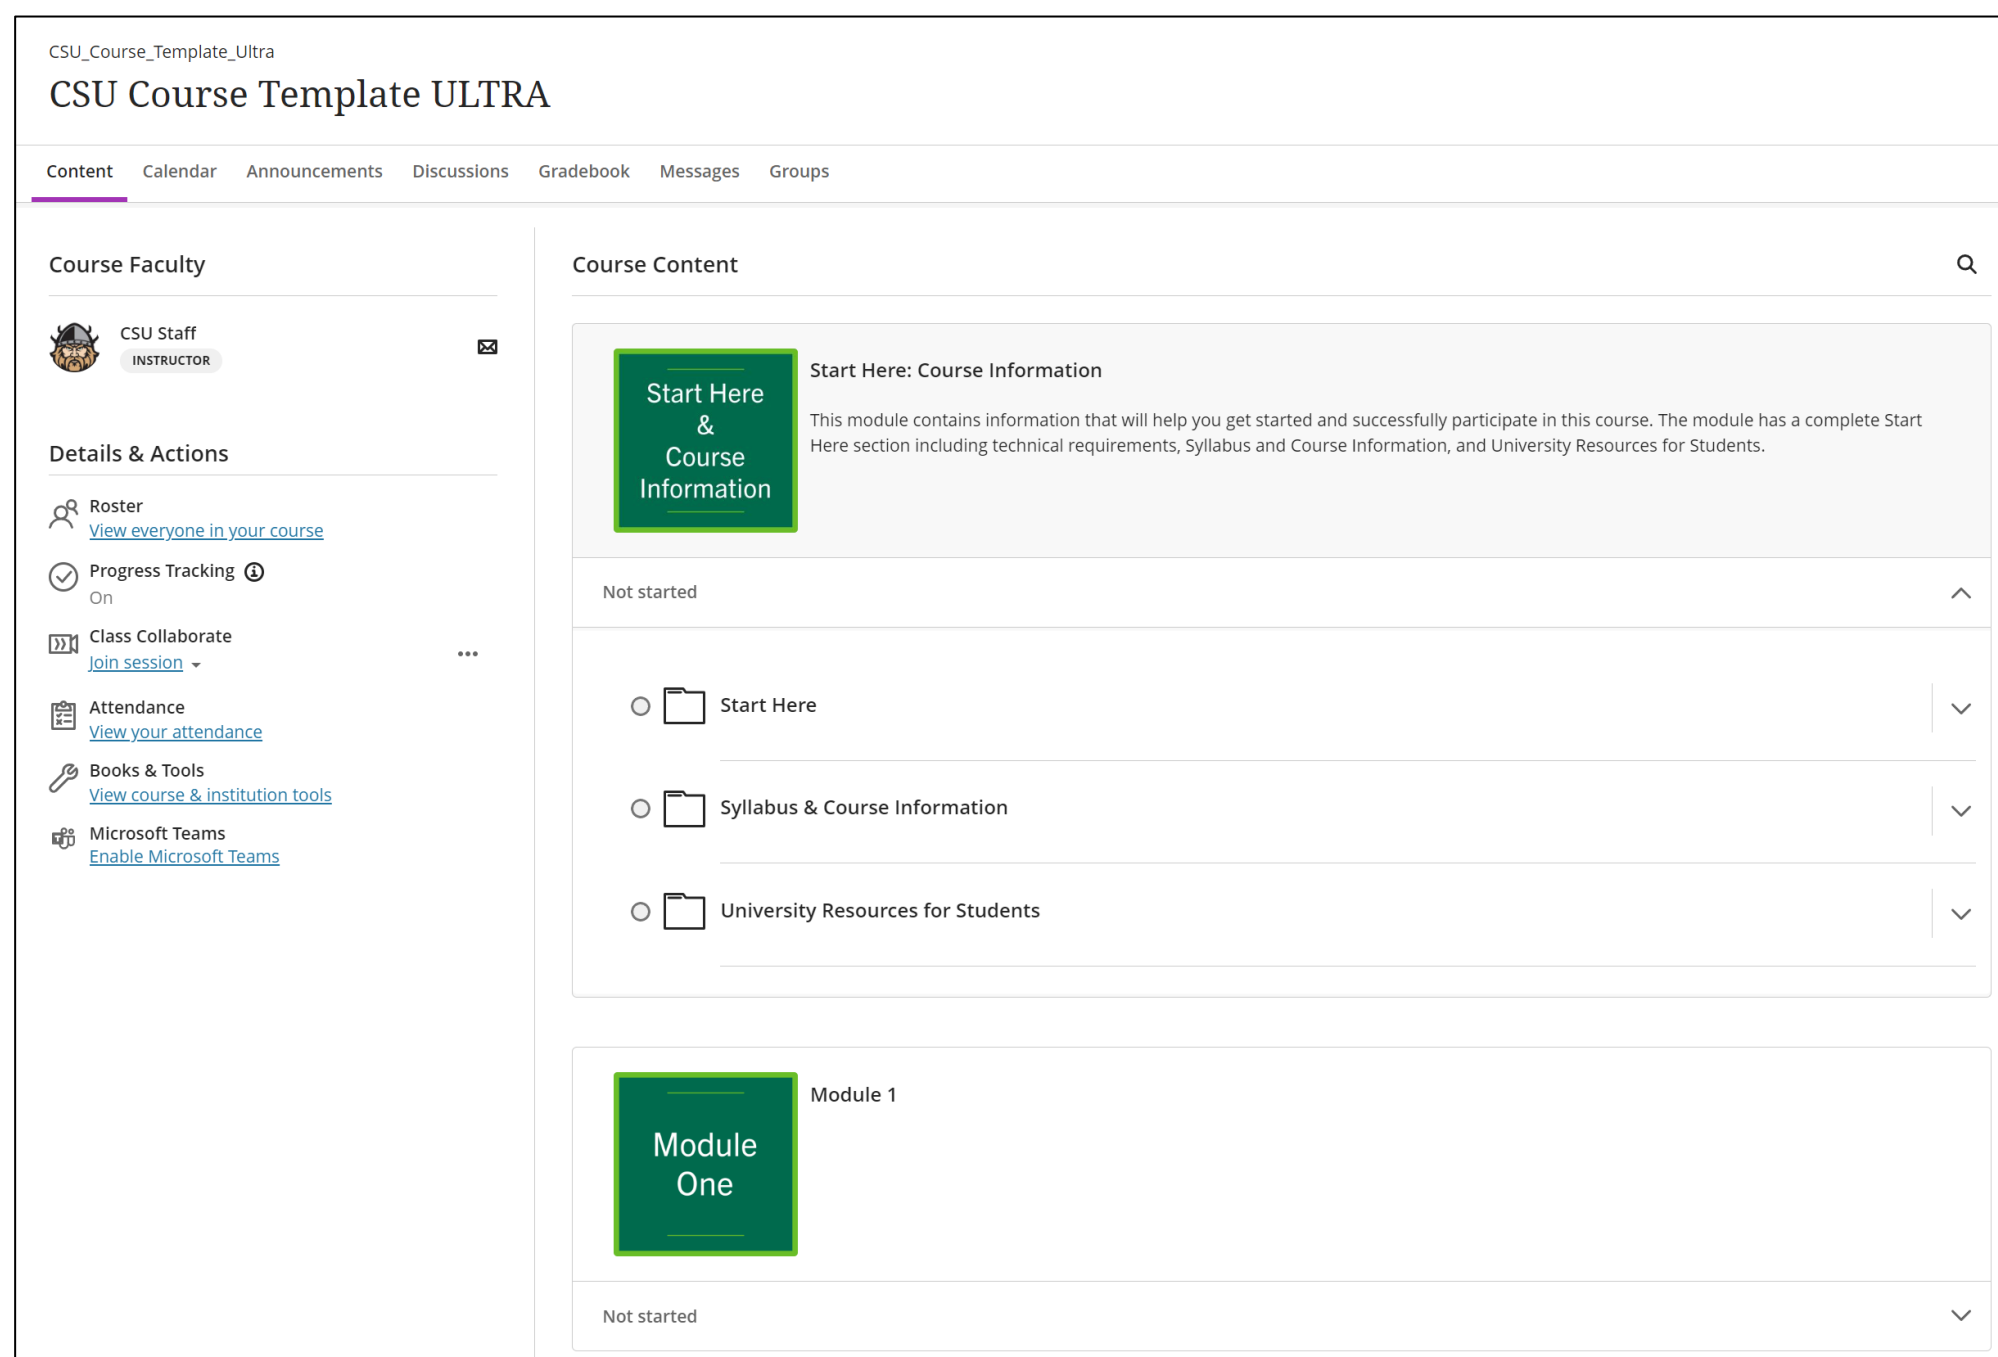 CSU_Course_Template_Ultra
CSU Course Template ULTRA
Content Calendar Announcements Discussions Gradebook Messages Groups
Course Faculty
CSU Staff
INSTRUCTOR
Details & Actions
Roster
View everyone in your course
Progress Tracking
On
Class Collaborate
Join session
Attendance
View your attendance
Books & Tools
View course & institution tools
Microsoft Teams
Enable Microsoft Teams
Course Content
Start Here
&
Course
Information
Start Here: Course Information
This module contains information that will help you get started and successfully participate in this course. The module has a complete Start
Here section including technical requirements, Syllabus and Course Information, and University Resources for Students.
Not started
Start Here
Syllabus & Course Information
University Resources for Students
Module
One
Module 1
Not started